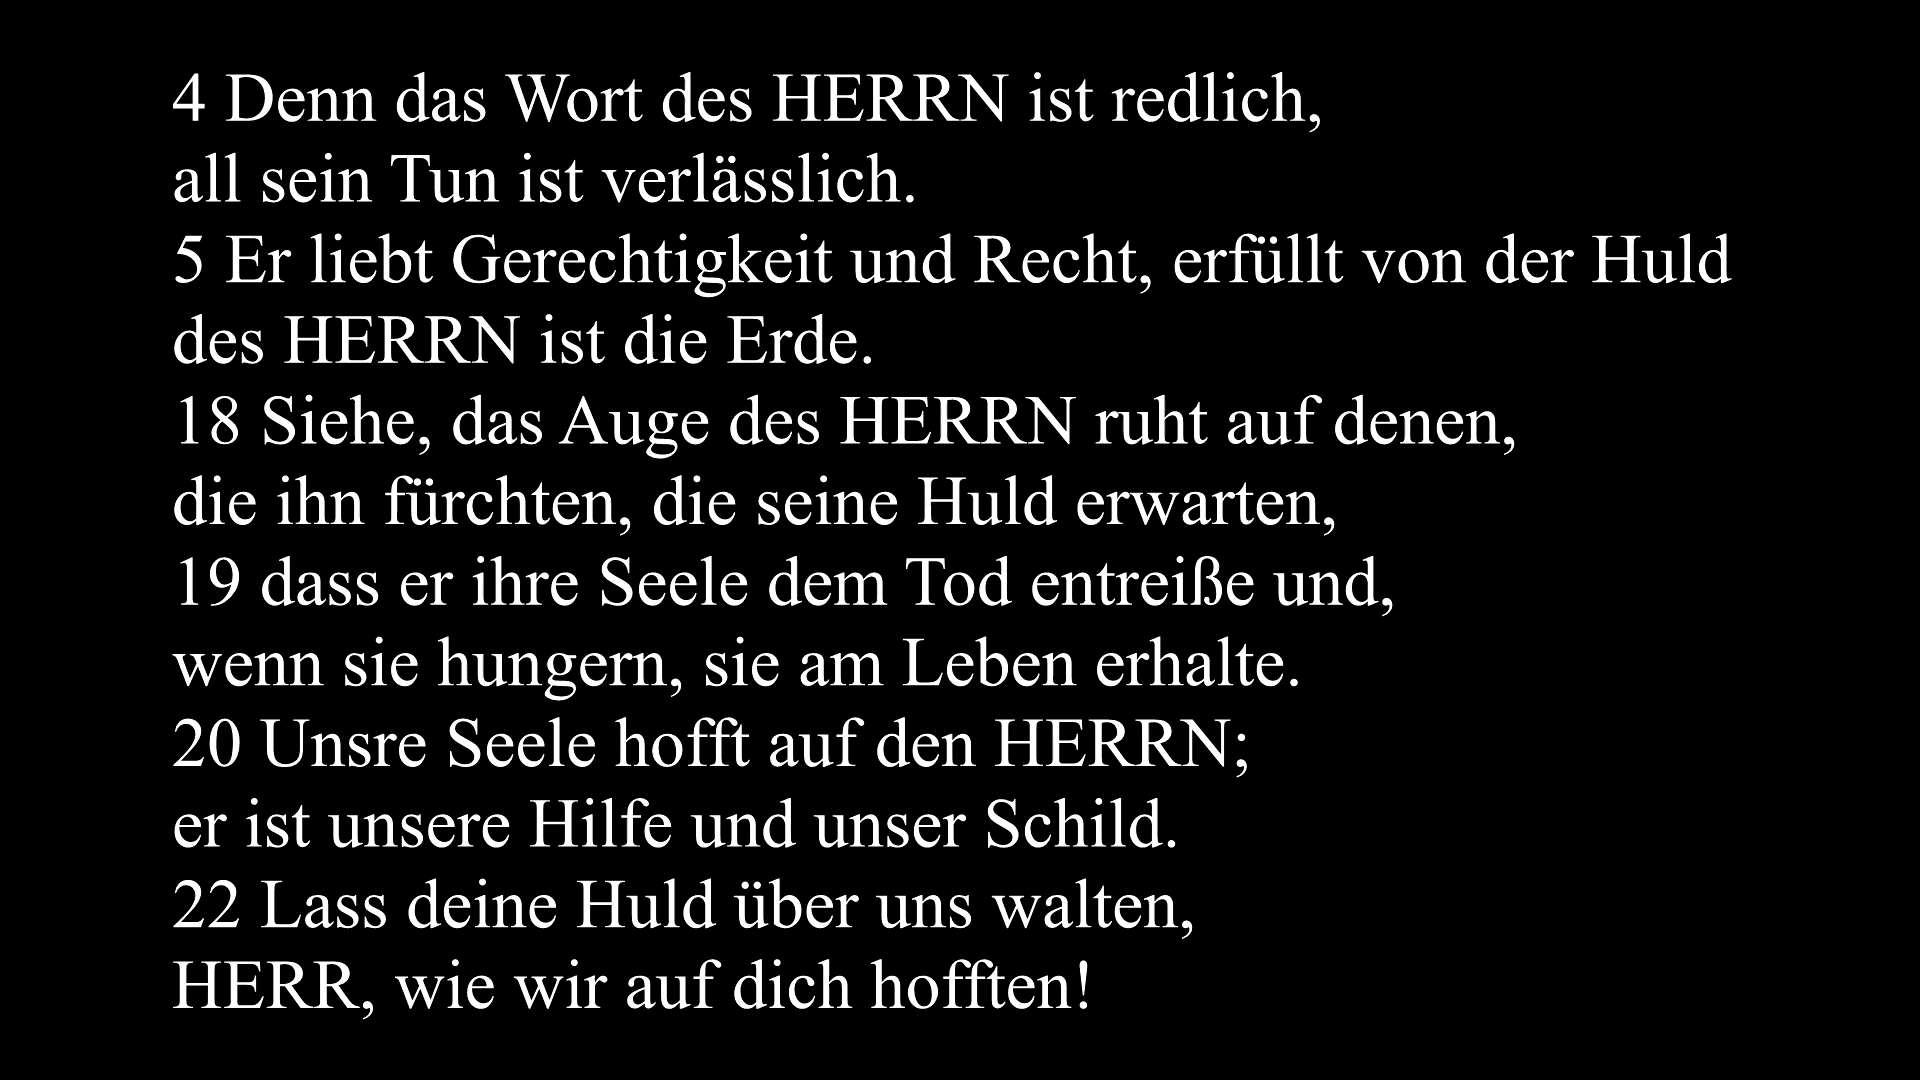 4 Denn das Wort des HERRN ist redlich,
all sein Tun ist verlässlich.
5 Er liebt Gerechtigkeit und Recht, erfüllt von der Huld
des HERRN ist die Erde.
18 Siehe, das Auge des HERRN ruht auf denen,
die ihn fürchten, die seine Huld erwarten,
19 dass er ihre Seele dem Tod entreiße und,
wenn sie hungern, sie am Leben erhalte.
20 Unsre Seele hofft auf den HERRN;
er ist unsere Hilfe und unser Schild.
22 Lass deine Huld über uns walten,
HERR, wie wir auf dich hofften!